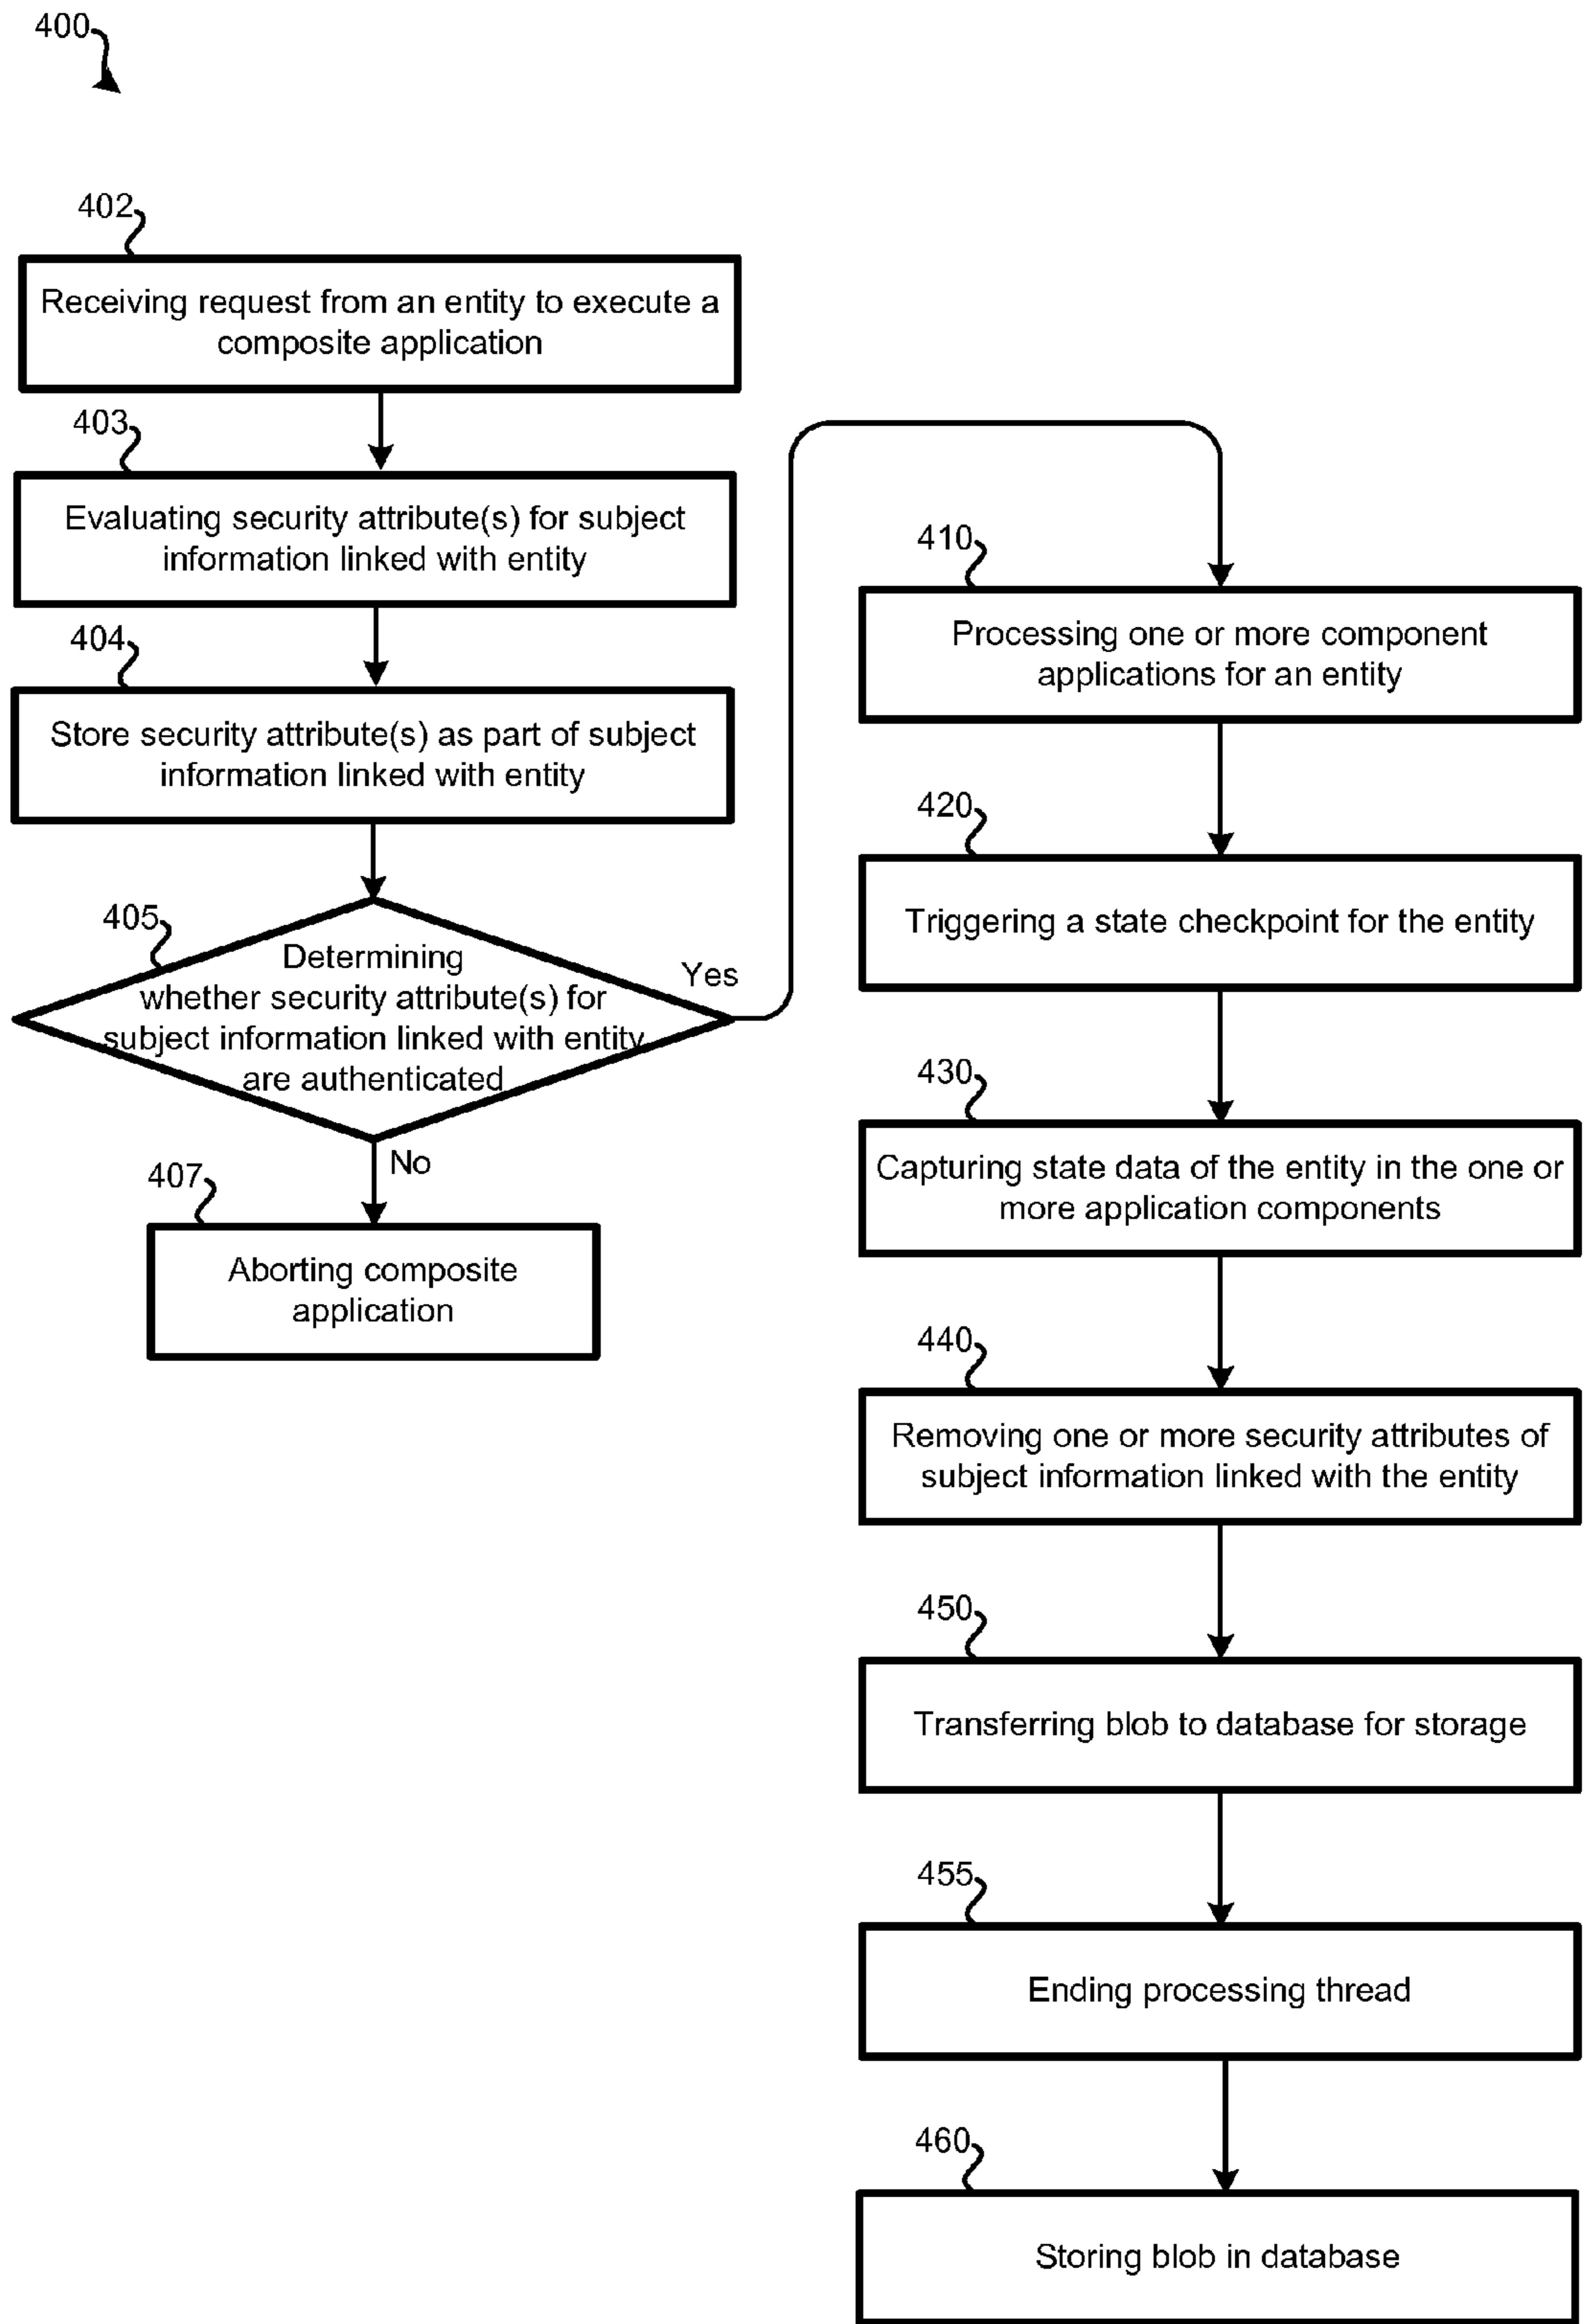 400
402
Receiving request from an entity to execute a
composite application
403
Evaluating security attribute(s) for subject
information linked with entity
404
Store security attribute(s) as part of subject
information linked with entity
405
Determining
whether security attribute(s) for
subject information linked with entity
are authenticated
Yes
No
407
Aborting composite
application
410
Processing one or more component
applications for an entity
420
Triggering a state checkpoint for the entity
430
Capturing state data of the entity in the one or
more application components
440
Removing one or more security attributes of
subject information linked with the entity
450
Transferring blob to database for storage
455
Ending processing thread
460
Storing blob in database